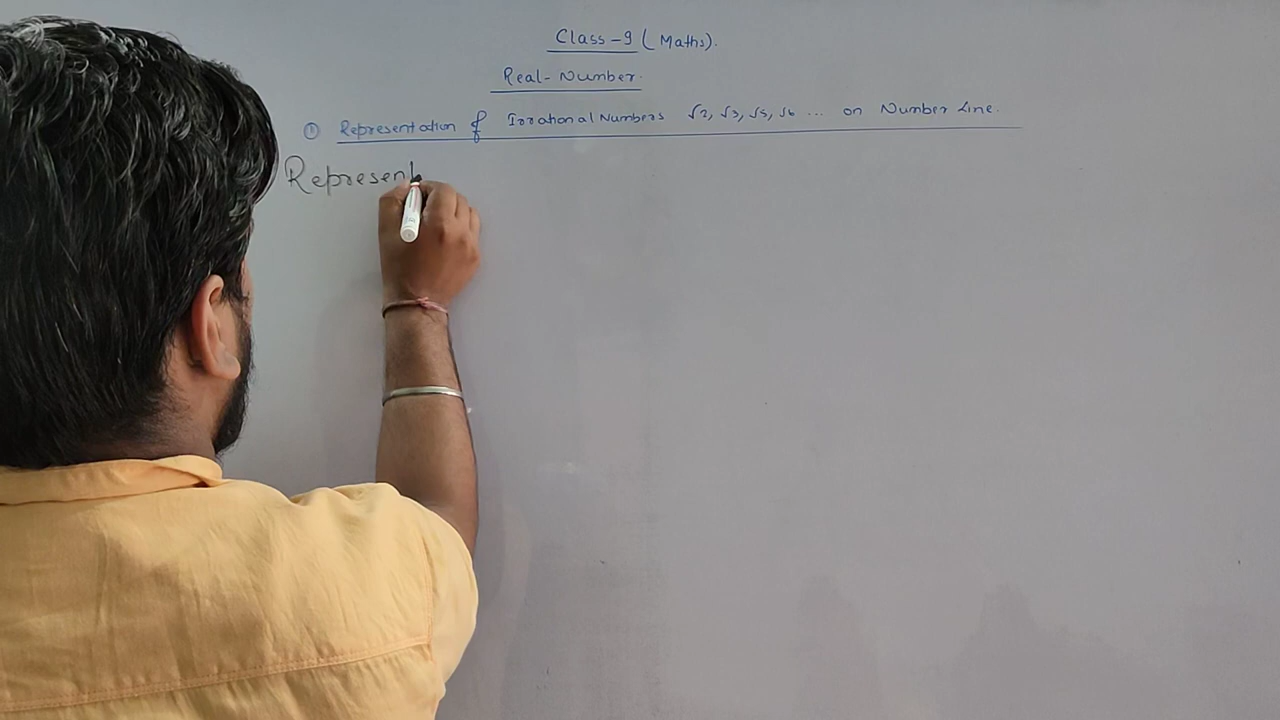 Class-9 (Maths).
Real-Number.
① Representation of Irrational Numbers √2, √3, √5, √6 ... on Number Line.
Represent